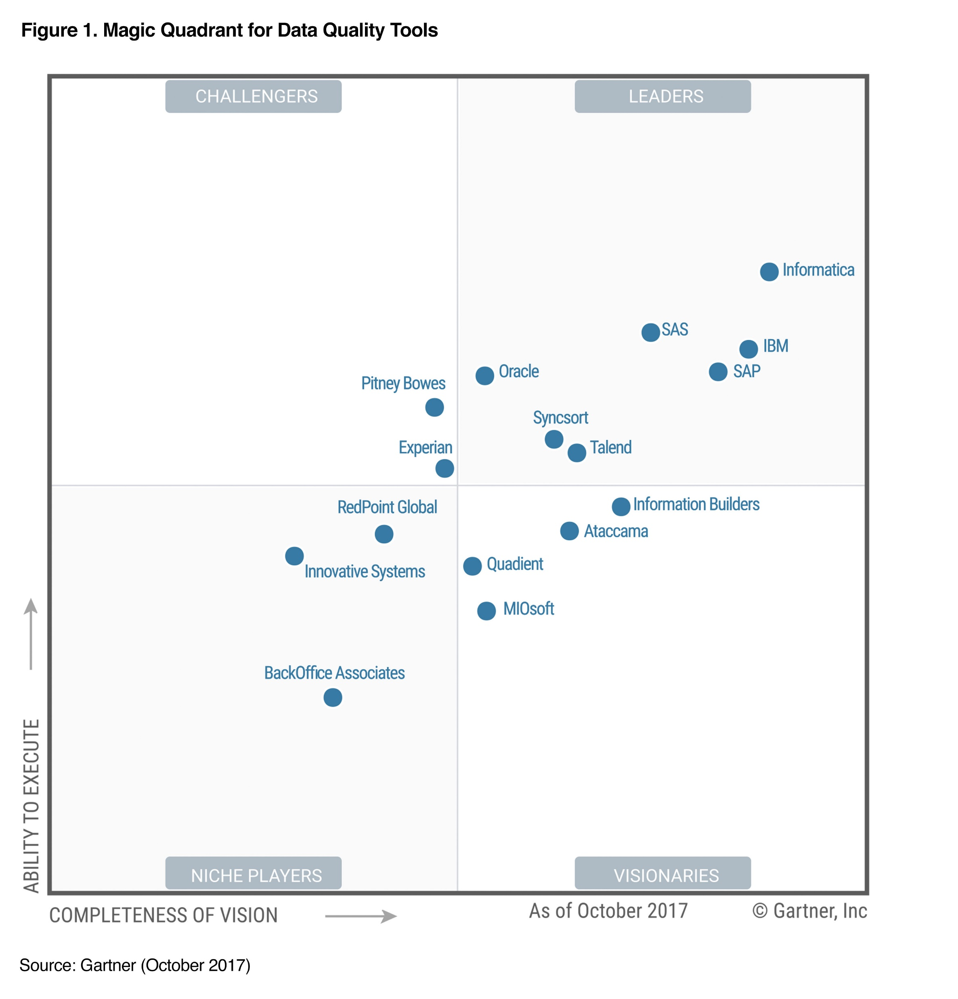 Figure 1. Magic Quadrant for Data Quality Tools
CHALLENGERS
LEADERS
Informatica
SAS
IBM
SAP
Oracle
Pitney Bowes
Syncsort
Talend
Experian
RedPoint Global
Information Builders
Ataccama
Quadient
Innovative Systems
MIOsoft
BackOffice Associates
ABILITY TO EXECUTE
NICHE PLAYERS
VISIONARIES
COMPLETENESS OF VISION
As of October 2017
© Gartner, Inc
Source: Gartner (October 2017)